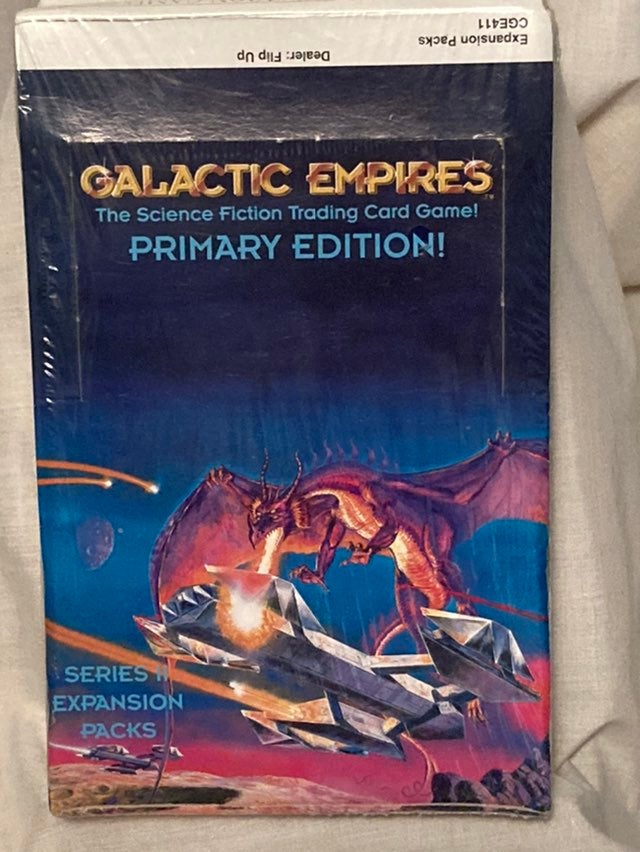 Expansion Packs
CGE411
Dealer: Flip Up
GALACTIC EMPIRES
The Science Fiction Trading Card Game!
PRIMARY EDITION!
SERIES II
EXPANSION
PACKS